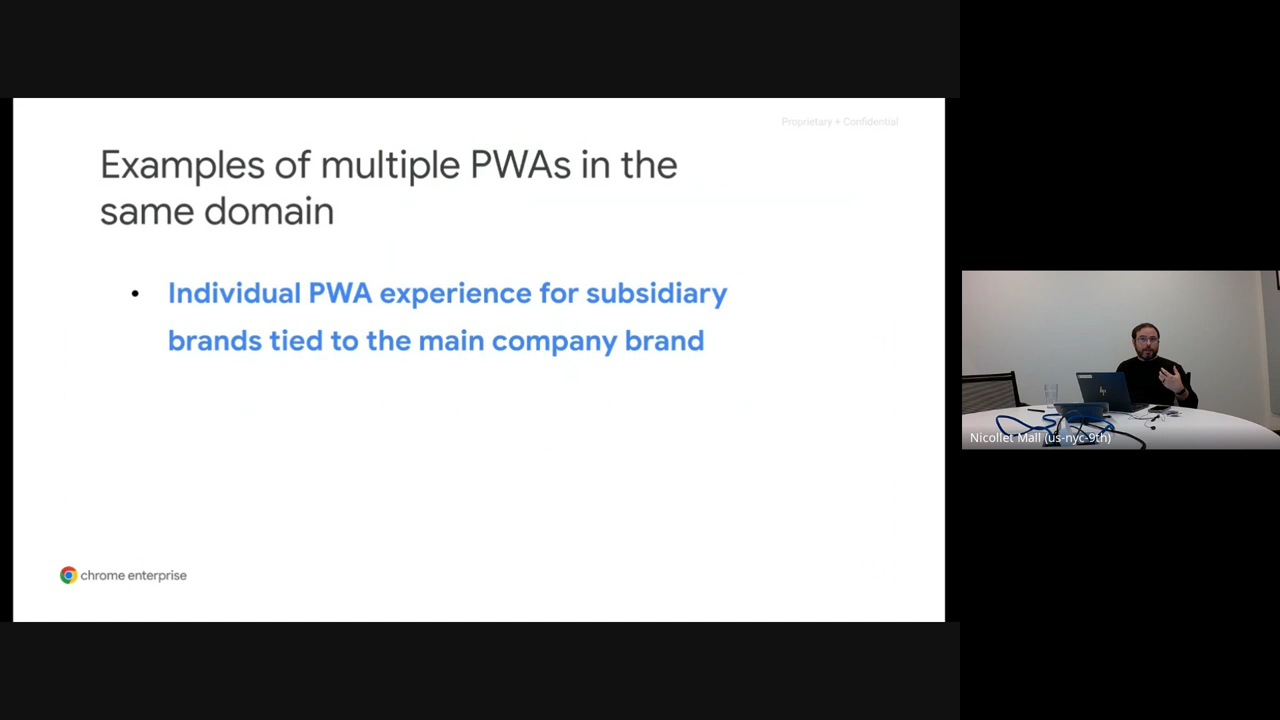 Proprietary + Confidential
Examples of multiple PWAs in the
same domain
• Individual PWA experience for subsidiary
brands tied to the main company brand
chrome enterprise
hp
Nicollet Mall (us-nyc-9th)